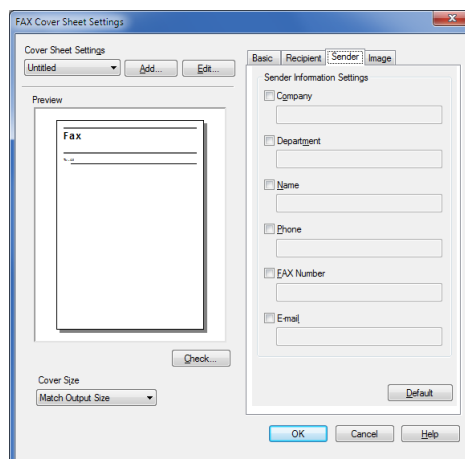 FAX Cover Sheet Settings
Cover Sheet Settings
Untitled
Add...
Edit...
Preview
Fax
Check...
Cover Size
Match Output Size
Basic
Recipient
Sender
Image
Sender Information Settings
Company
Department
Name
Phone
FAX Number
E-mail
Default
OK
Cancel
Help